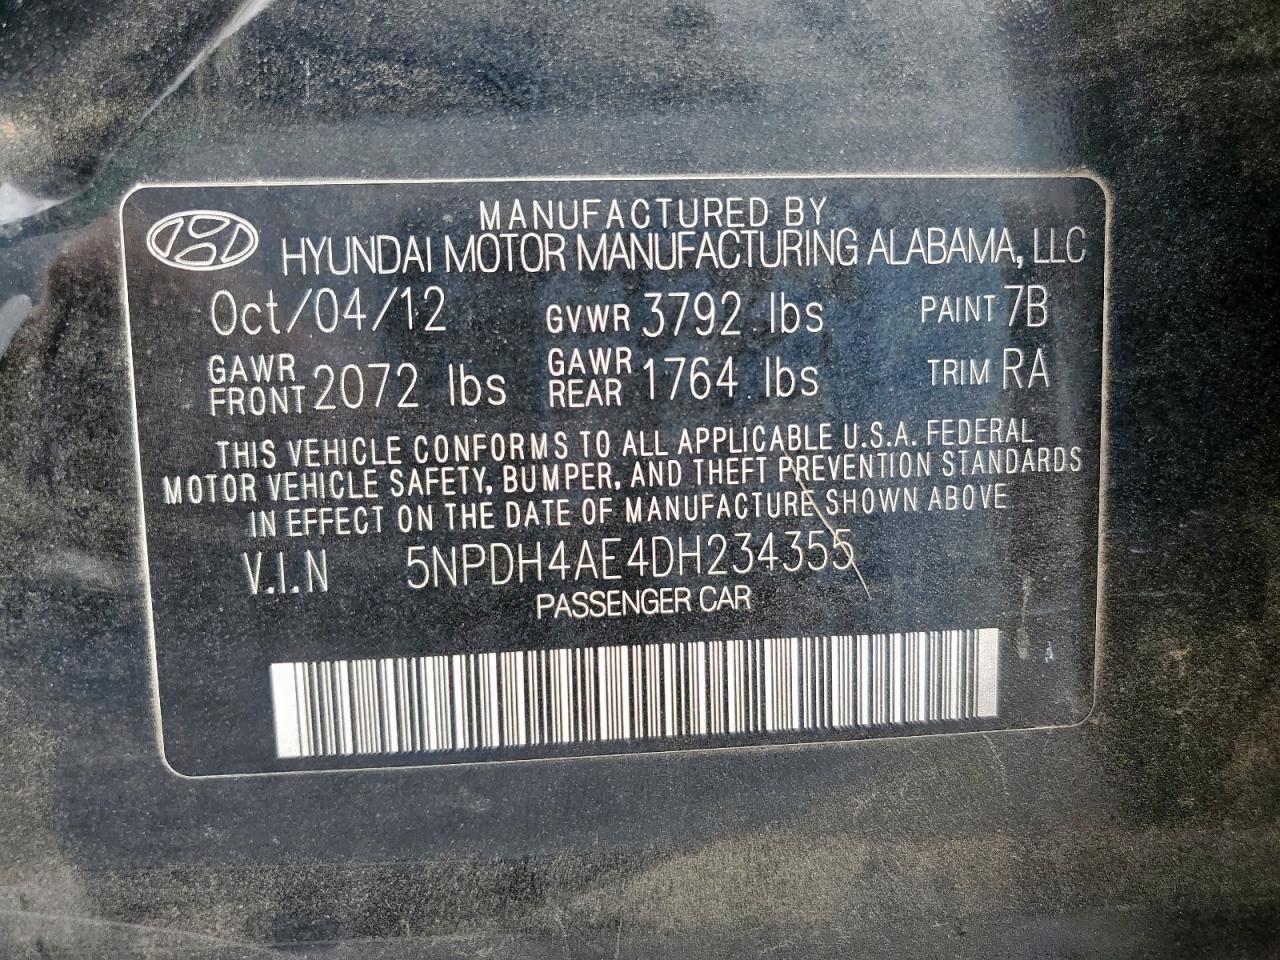 MANUFACTURED BY
HYUNDAI MOTOR MANUFACTURING ALABAMA, LLC
Oct/04/12 GVWR 3792 lbs PAINT 7B
GAWR FRONT 2072 lbs GAWR REAR 1764 lbs TRIM RA
THIS VEHICLE CONFORMS TO ALL APPLICABLE U.S.A. FEDERAL
MOTOR VEHICLE SAFETY, BUMPER, AND THEFT PREVENTION STANDARDS
IN EFFECT ON THE DATE OF MANUFACTURE SHOWN ABOVE
V.I.N 5NPDH4AE4DH234355
PASSENGER CAR